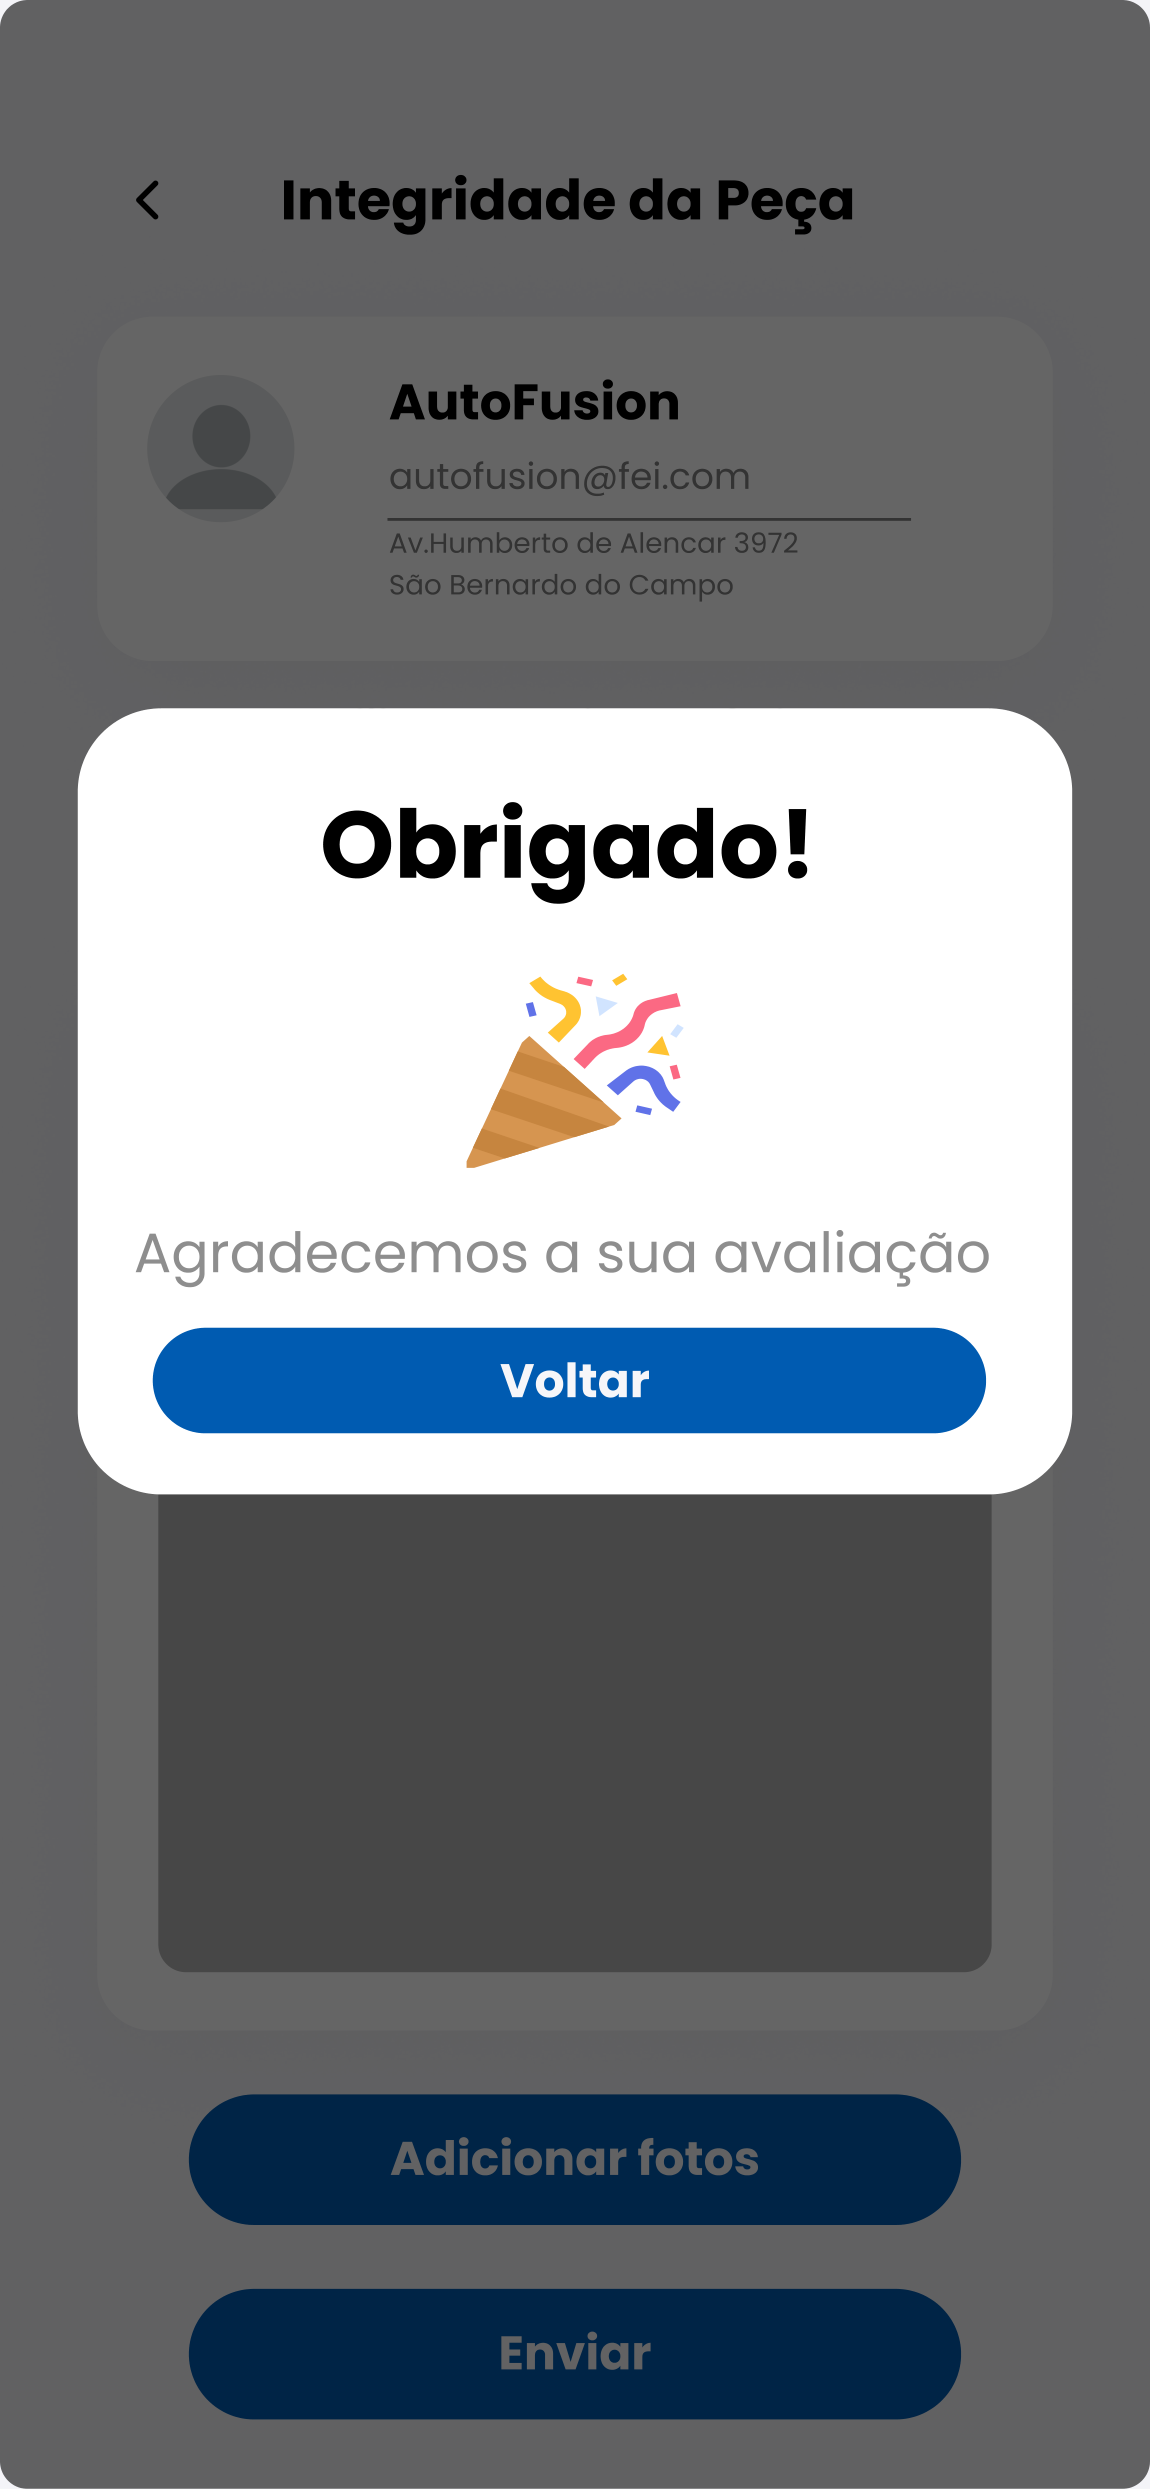 Integridade da Peça
AutoFusion
autofusion@fei.com
Av.Humberto de Alencar 3972
São Bernardo do Campo
Obrigado!
Agradecemos a sua avaliação
Voltar
Adicionar fotos
Enviar